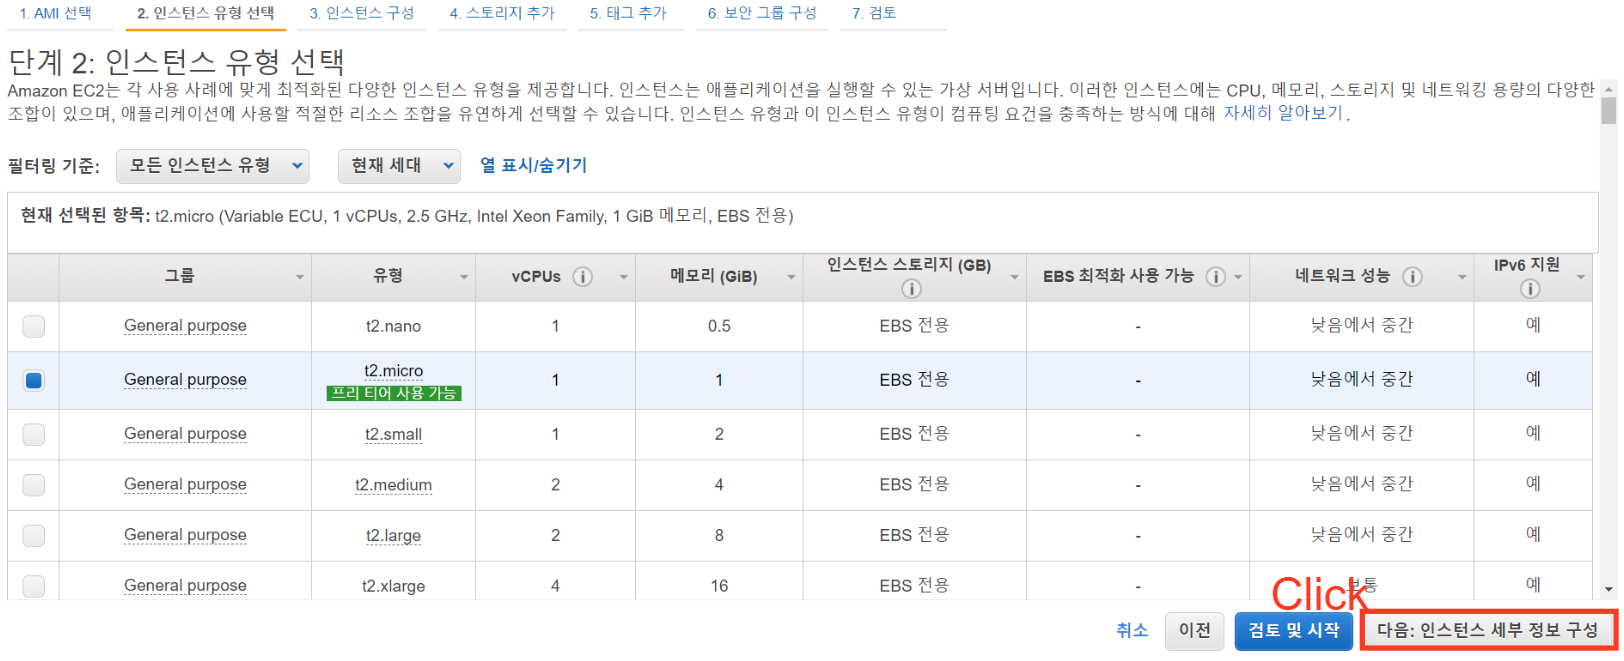 1. AMI 선택
2. 인스턴스 유형 선택
3. 인스턴스 구성
4. 스토리지 추가
5. 태그 추가
6. 보안 그룹 구성
7. 검토
단계 2: 인스턴스 유형 선택
Amazon EC2는 각 사용 사례에 맞게 최적화된 다양한 인스턴스 유형을 제공합니다. 인스턴스는 애플리케이션을 실행할 수 있는 가상 서버입니다. 이러한 인스턴스에는 CPU, 메모리, 스토리지 및 네트워킹 용량의 다양한
조합이 있으며, 애플리케이션에 사용할 적절한 리소스 조합을 유연하게 선택할 수 있습니다. 인스턴스 유형과 이 인스턴스 유형이 컴퓨팅 요건을 충족하는 방식에 대해 자세히 알아보기.
필터링 기준: 모든 인스턴스 유형 현재 세대 열 표시/숨기기
현재 선택된 항목: t2.micro (Variable ECU, 1 vCPUs, 2.5 GHz, Intel Xeon Family, 1 GiB 메모리, EBS 전용)
그룹 유형 vCPUs 메모리 (GiB) 인스턴스 스토리지 (GB) EBS 최적화 사용 가능 네트워크 성능 IPv6 지원
General purpose t2.nano 1 0.5 EBS 전용 - 낮음에서 중간 예
General purpose t2.micro 1 1 EBS 전용 - 낮음에서 중간 예
프리 티어 사용 가능
General purpose t2.small 1 2 EBS 전용 - 낮음에서 중간 예
General purpose t2.medium 2 4 EBS 전용 - 낮음에서 중간 예
General purpose t2.large 2 8 EBS 전용 - 낮음에서 중간 예
General purpose t2.xlarge 4 16 EBS 전용 - 보통 예
Click
취소 이전 검토 및 시작 다음: 인스턴스 세부 정보 구성